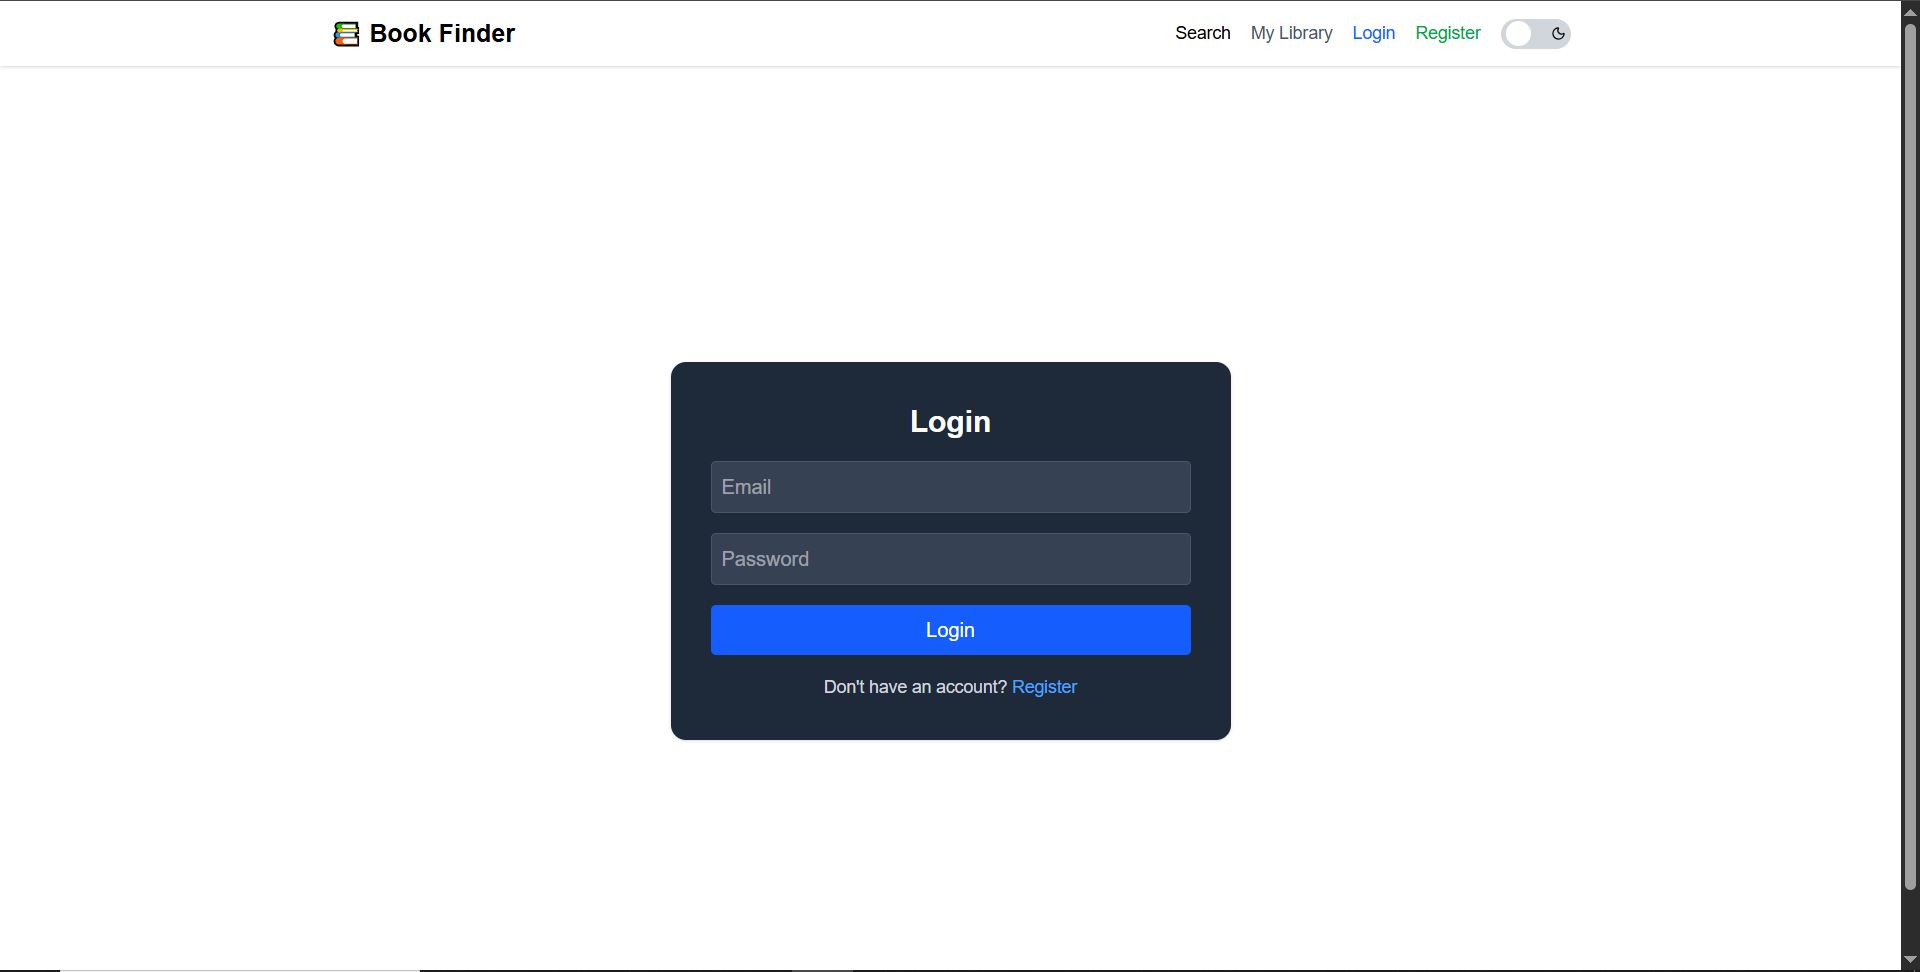 Book Finder
Search My Library Login Register
Login
Email
Password
Login
Don't have an account? Register